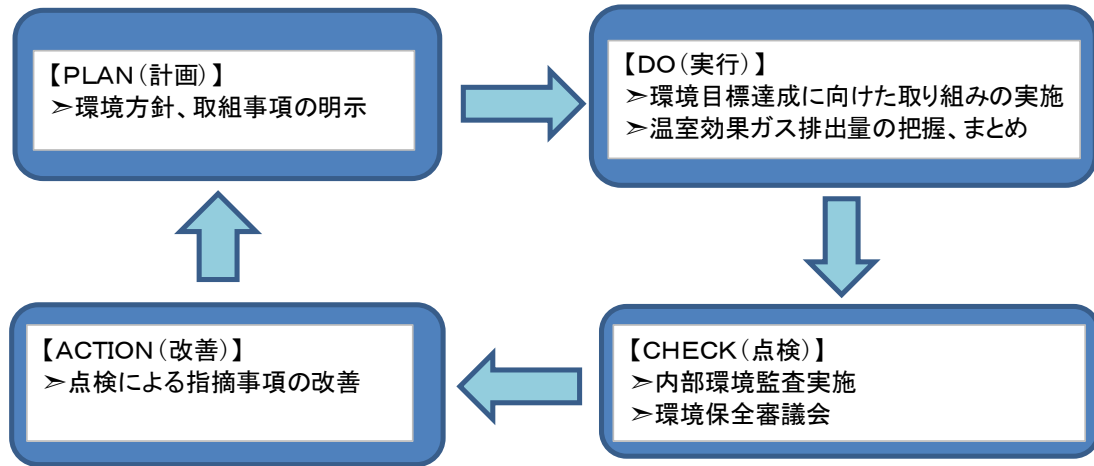 【PLAN(計画)】
➣環境方針、取組事項の明示
【DO(実行)】
➣環境目標達成に向けた取り組みの実施
➣温室効果ガス排出量の把握、まとめ
【CHECK(点検)】
➣内部環境監査実施
➣環境保全審議会
【ACTION(改善)】
➣点検による指摘事項の改善